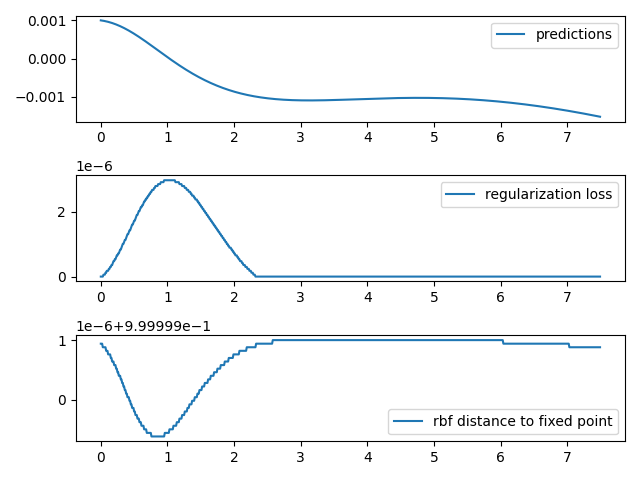 0.001
0.000
−0.001
predictions
0 1 2 3 4 5 6 7
1e−6
2
0
regularization loss
0 1 2 3 4 5 6 7
1e−6+9.99999e−1
1
0
rbf distance to fixed point
0 1 2 3 4 5 6 7